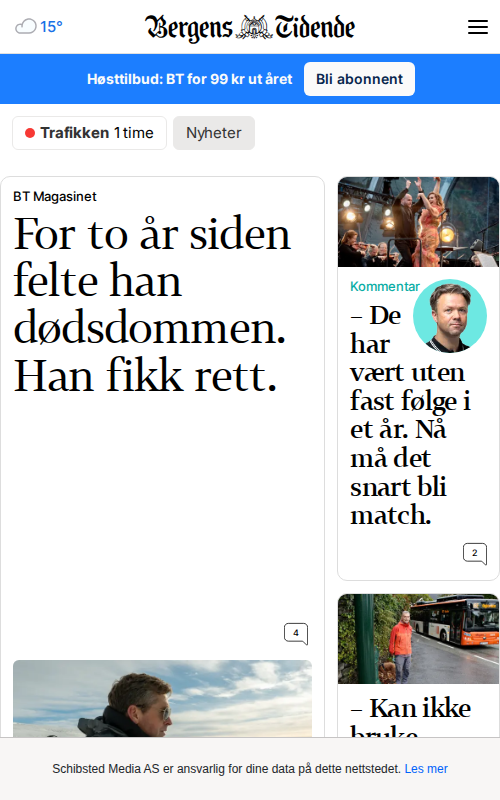 15°
Bergens Tidende
Høsttilbud: BT for 99 kr ut året
Bli abonnent
Trafikken 1 time
Nyheter
BT Magasinet
For to år siden
felte han
dødsdommen.
Han fikk rett.
4
Kommentar
– De
har
vært uten
fast følge i
et år. Nå
må det
snart bli
match.
2
– Kan ikke
bruke
Schibsted Media AS er ansvarlig for dine data på dette nettstedet. Les mer